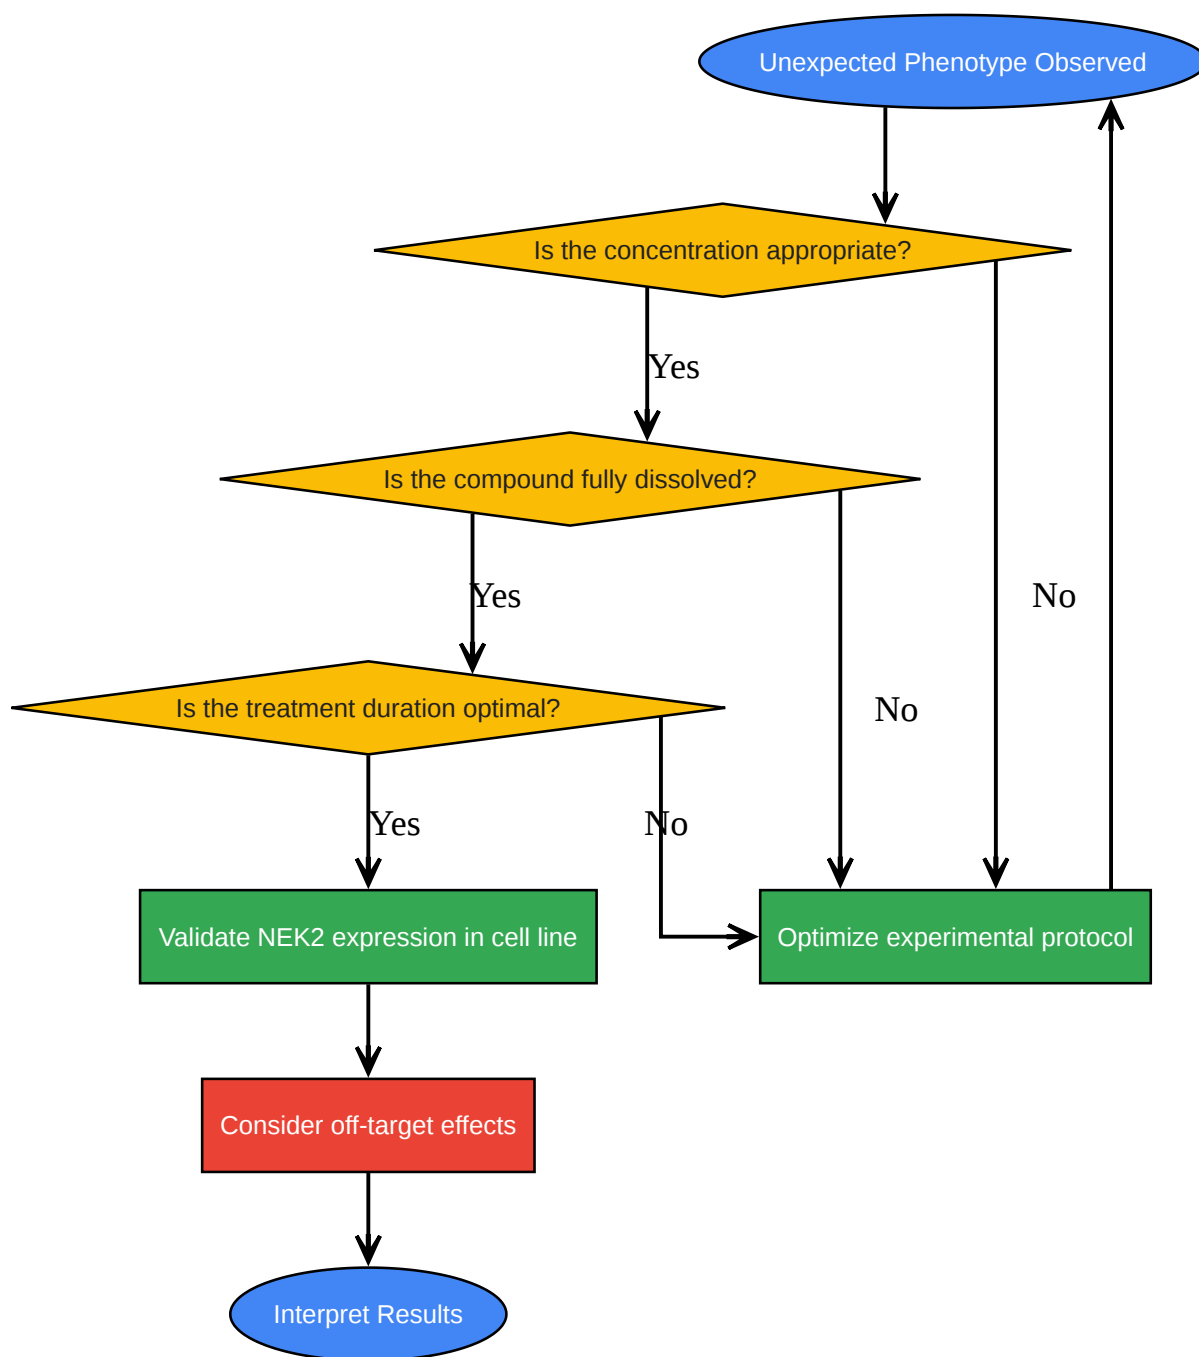 Unexpected Phenotype Observed
Is the concentration appropriate?
Yes
Is the compound fully dissolved?
Yes
No
Is the treatment duration optimal?
No
Yes
No
Validate NEK2 expression in cell line
Optimize experimental protocol
Consider off-target effects
Interpret Results